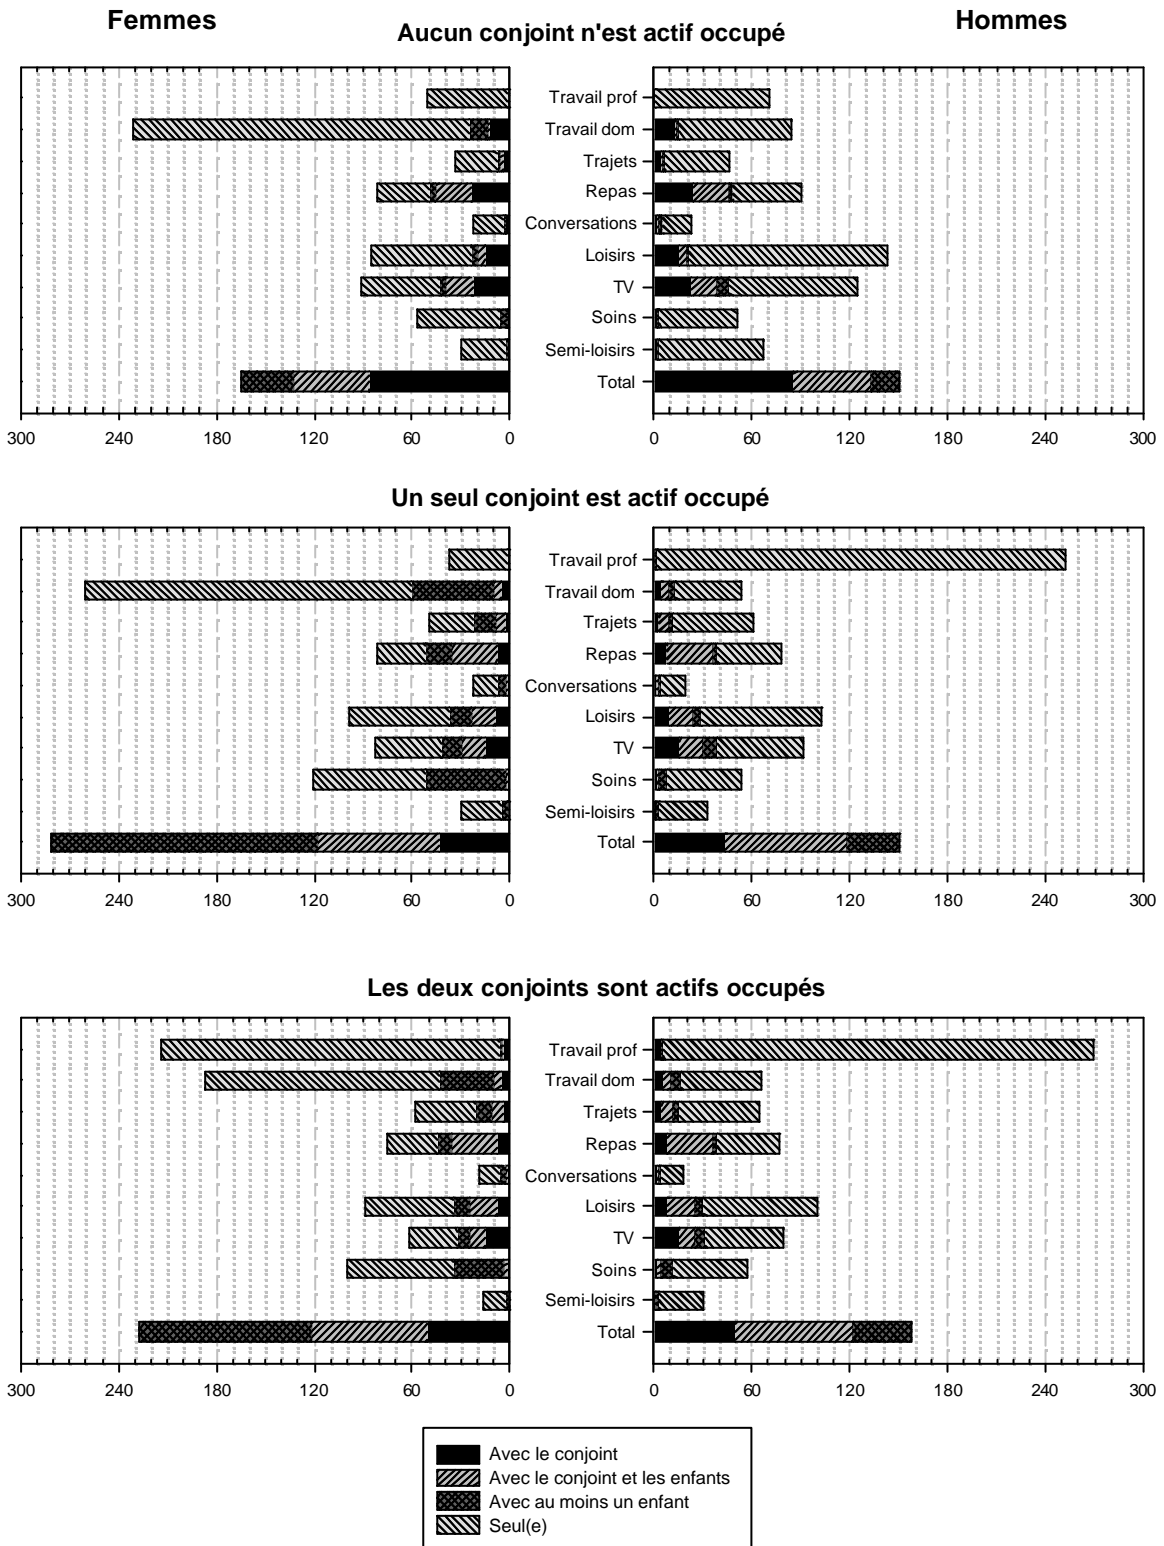 Femmes
Hommes
Aucun conjoint n'est actif occupé
Travail prof
Travail dom
Trajets
Repas
Conversations
Loisirs
TV
Soins
Semi-loisirs
Total
300 240 180 120 60 0
0 60 120 180 240 300
Un seul conjoint est actif occupé
Travail prof
Travail dom
Trajets
Repas
Conversations
Loisirs
TV
Soins
Semi-loisirs
Total
300 240 180 120 60 0
0 60 120 180 240 300
Les deux conjoints sont actifs occupés
Travail prof
Travail dom
Trajets
Repas
Conversations
Loisirs
TV
Soins
Semi-loisirs
Total
300 240 180 120 60 0
0 60 120 180 240 300
Avec le conjoint
Avec le conjoint et les enfants
Avec au moins un enfant
Seul(e)